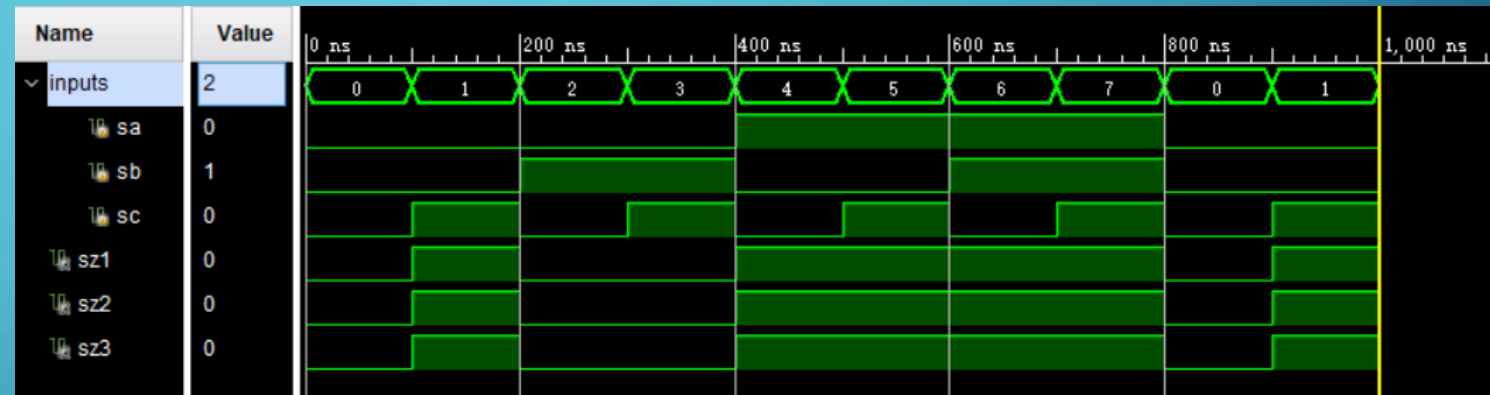 Name Value 0 ns 200 ns 400 ns 600 ns 800 ns 1,000 ns
inputs 2 0 1 2 3 4 5 6 7 0 1
sa 0
sb 1
sc 0
sz1 0
sz2 0
sz3 0